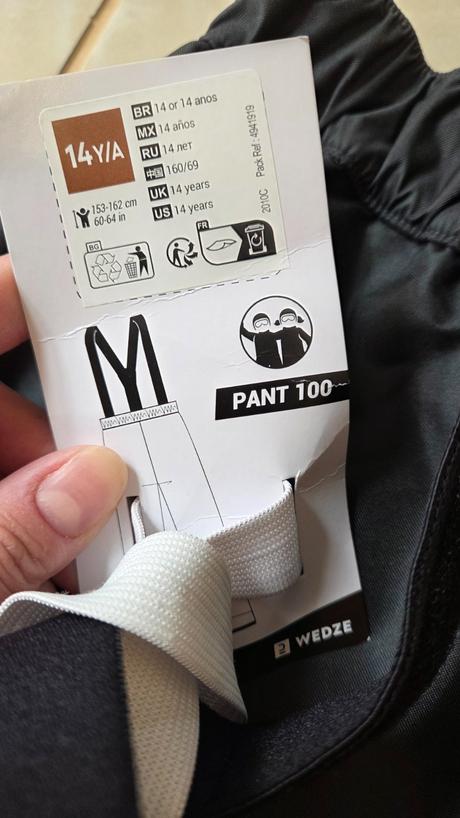 14Y/A
BR 14 or 14 anos
MX 14 años
RU 14 лет
中国 160/69
UK 14 years
US 14 years
153-162 cm
60-64 in
Pack Ref : 4941919
2010C
BG
FR
PANT 100
WEDZE